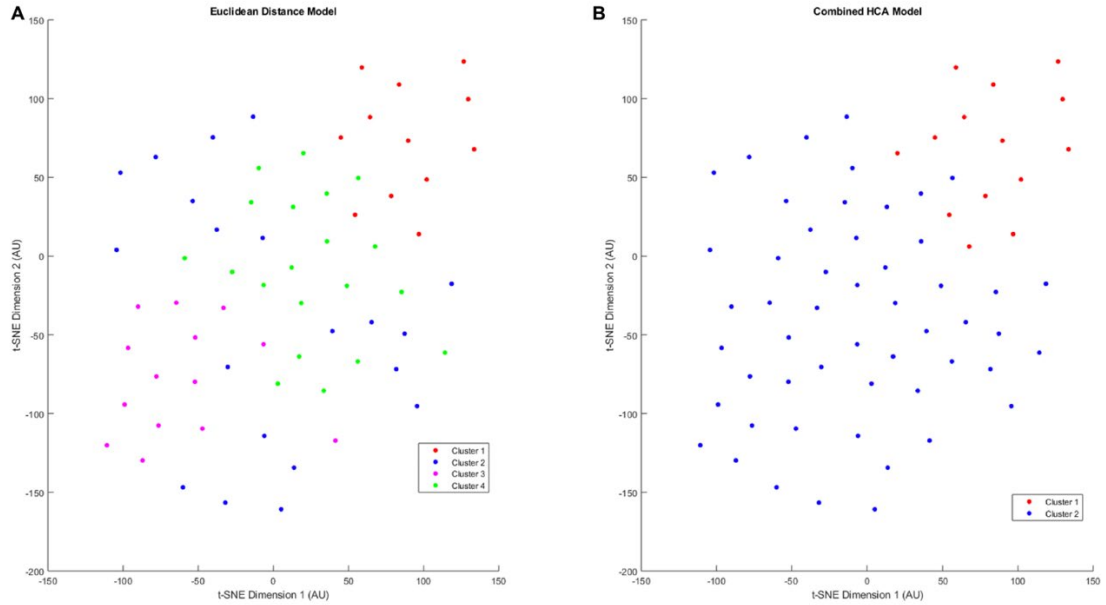 A
Euclidean Distance Model
150
100
50
0
-50
-100
-150
-200
-150
-100
-50
0
50
100
150
t-SNE Dimension 1 (AU)
t-SNE Dimension 2 (AU)
Cluster 1
Cluster 2
Cluster 3
Cluster 4
B
Combined HCA Model
150
100
50
0
-50
-100
-150
-200
-150
-100
-50
0
50
100
150
t-SNE Dimension 1 (AU)
t-SNE Dimension 2 (AU)
Cluster 1
Cluster 2